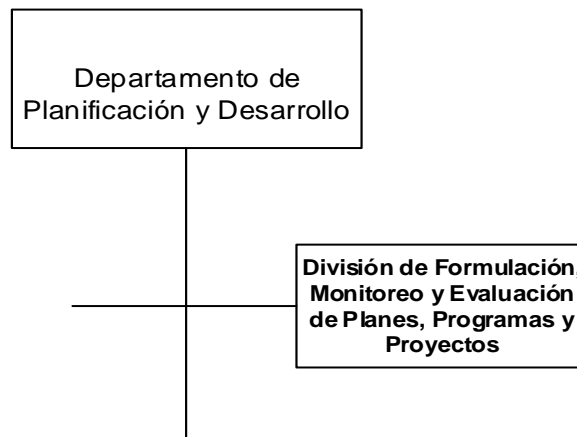 Departamento de
Planificación y Desarrollo
División de Formulación,
Monitoreo y Evaluación
de Planes, Programas y
Proyectos